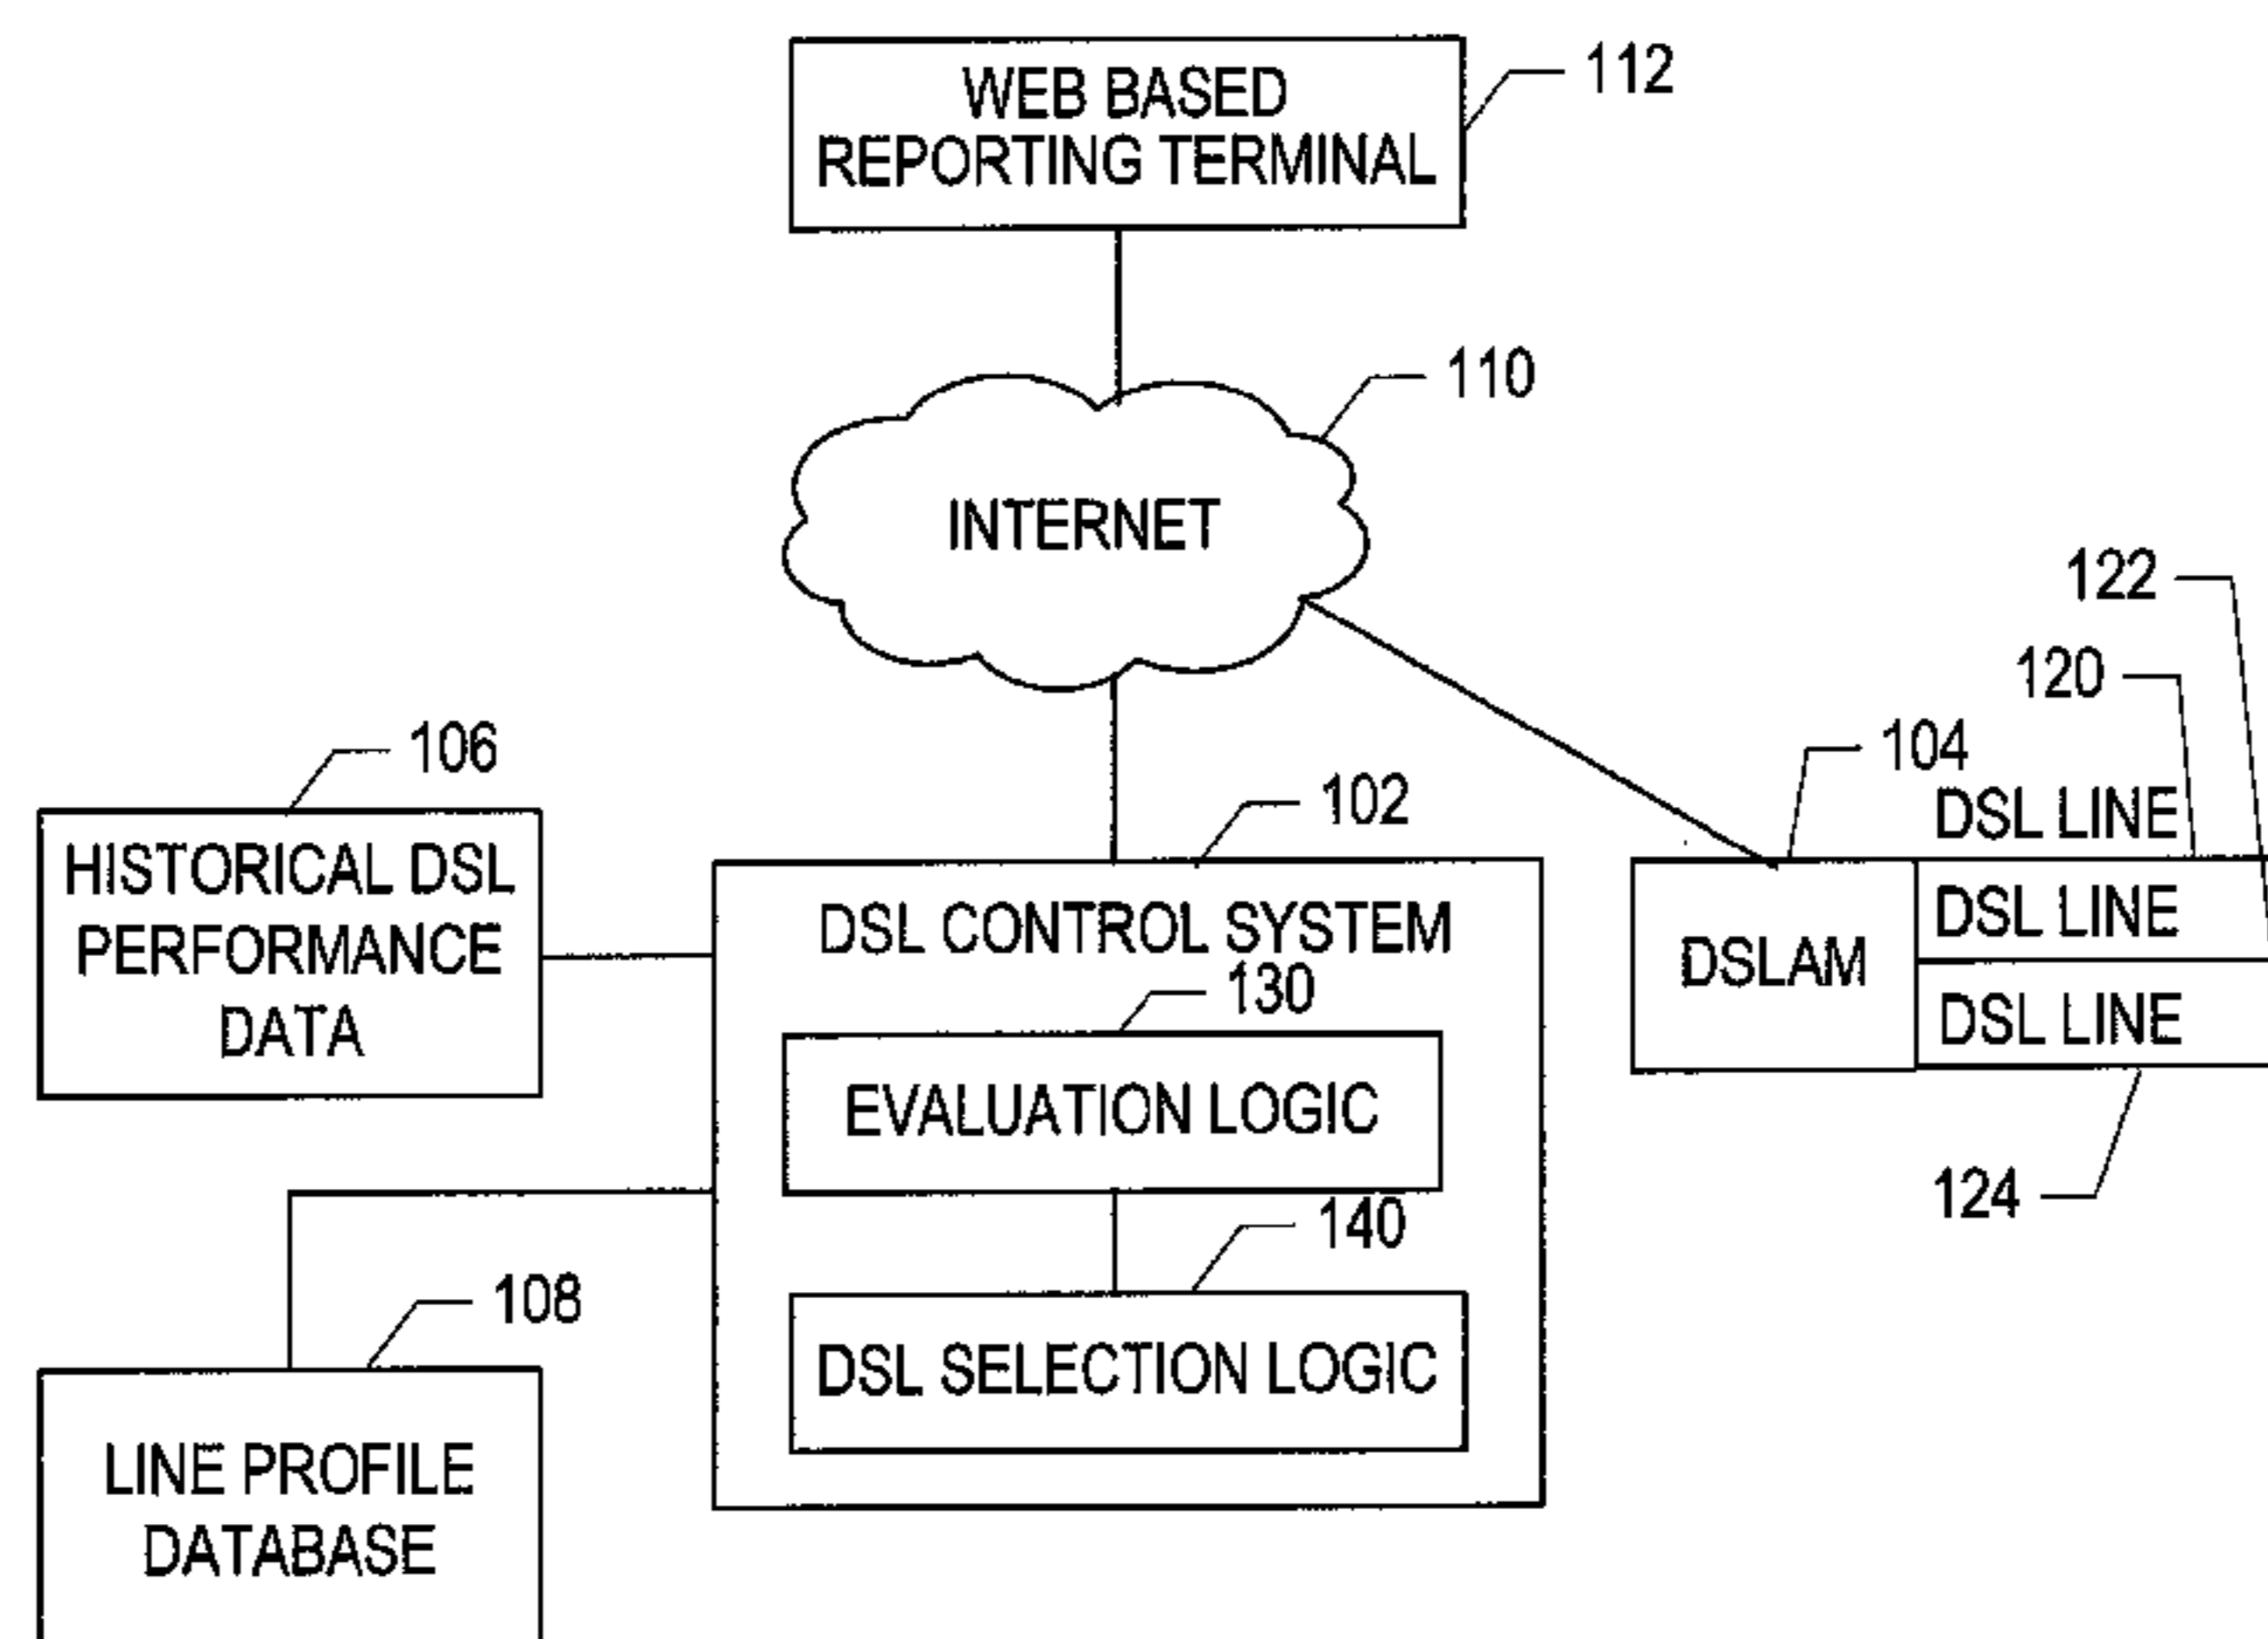 WEB BASED
REPORTING TERMINAL
112
110
INTERNET
122
120
104
106
102
DSL LINE
HISTORICAL DSL
PERFORMANCE
DATA
DSL CONTROL SYSTEM
130
EVALUATION LOGIC
140
DSL SELECTION LOGIC
DSLAM
DSL LINE
DSL LINE
124
108
LINE PROFILE
DATABASE